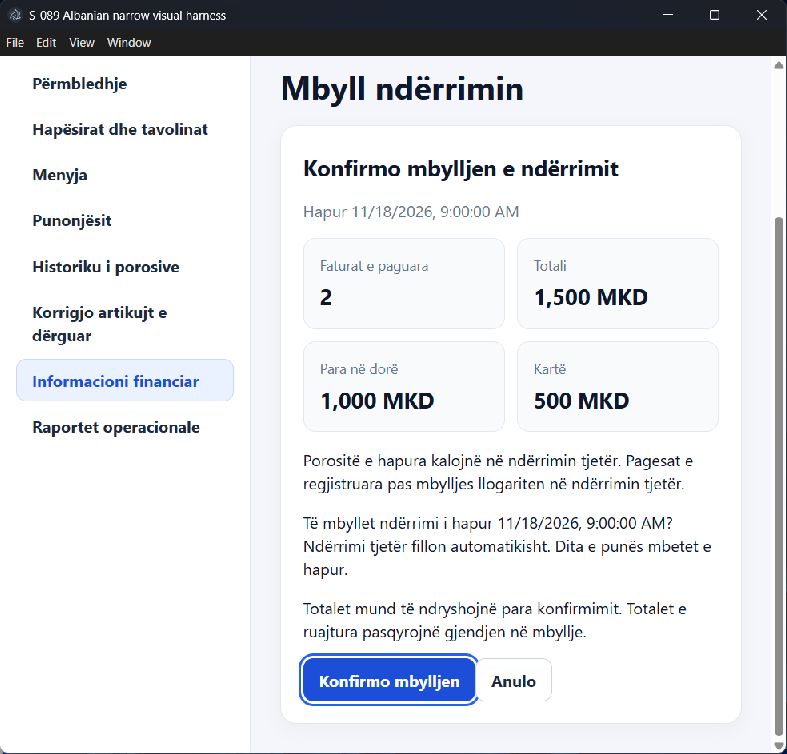 S-089 Albanian narrow visual harness
File Edit View Window
Përmbledhje
Hapësirat dhe tavolinat
Menyja
Punonjësit
Historiku i porosive
Korrigjo artikujt e
dërguar
Informacioni financiar
Raportet operacionale
Mbyll ndërrimin
Konfirmo mbylljen e ndërrimit
Hapur 11/18/2026, 9:00:00 AM
Faturat e paguara
2
Totali
1,500 MKD
Para në dorë
1,000 MKD
Kartë
500 MKD
Porositë e hapura kalojnë në ndërrimin tjetër. Pagesat e
regjistruara pas mbylljes llogariten në ndërrimin tjetër.
Të mbyllet ndërrimi i hapur 11/18/2026, 9:00:00 AM?
Ndërrimi tjetër fillon automatikisht. Dita e punës mbetet e
hapur.
Totalet mund të ndryshojnë para konfirmimit. Totalet e
ruajtura pasqyrojnë gjendjen në mbyllje.
Konfirmo mbylljen
Anulo